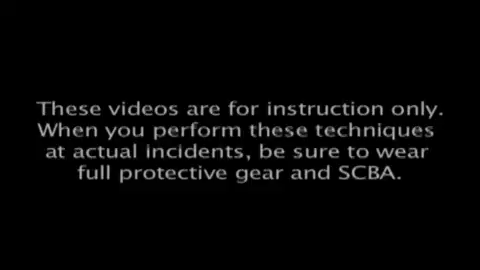 These videos are for instruction only.
When you perform these techniques
at actual incidents, be sure to wear
full protective gear and SCBA.